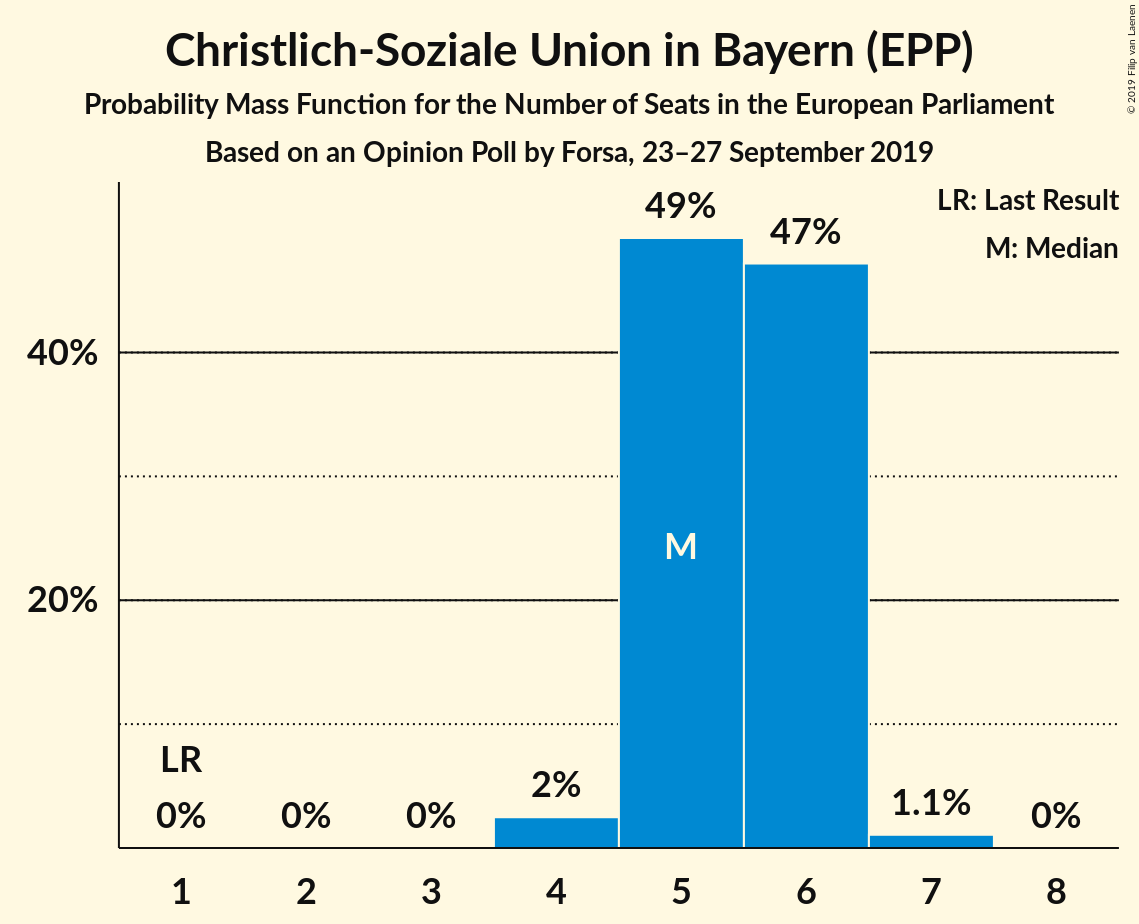 Christlich-Soziale Union in Bayern (EPP)
Probability Mass Function for the Number of Seats in the European Parliament
Based on an Opinion Poll by Forsa, 23–27 September 2019
© 2019 Filip van Laenen
LR: Last Result
M: Median
49%
47%
40%
M
20%
LR
0%
0%
0%
2%
1.1%
0%
1
2
3
4
5
6
7
8